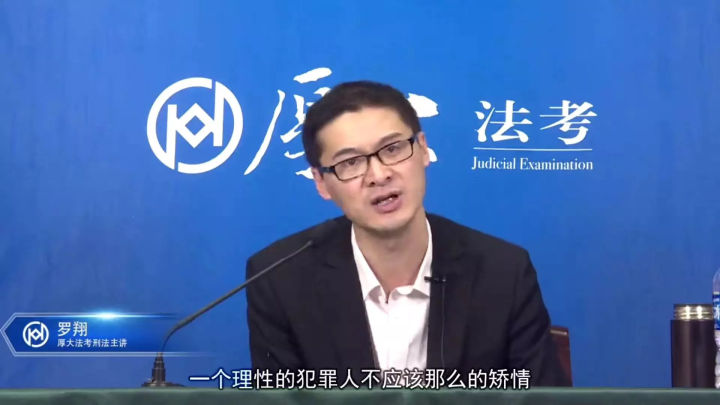 厚大
法考
Judicial Examination
罗翔
厚大法考刑法主讲
一个理性的犯罪人不应该那么的矫情